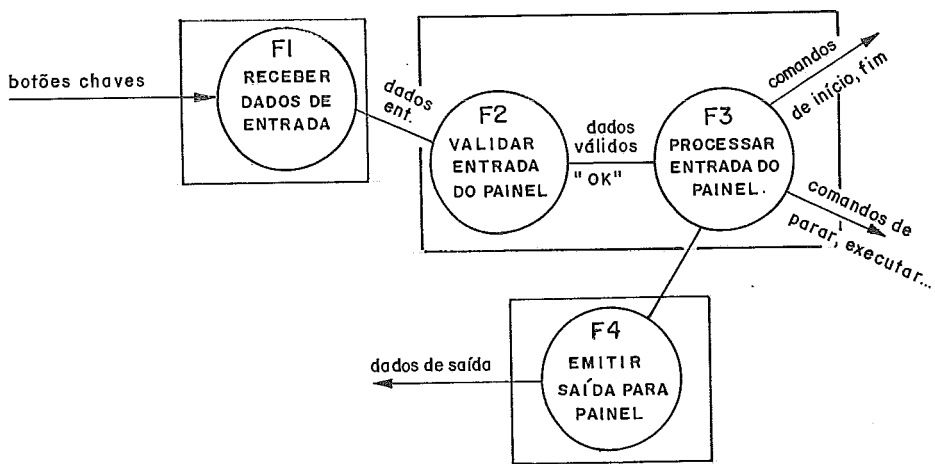 botões chaves
F1
RECEBER
DADOS DE
ENTRADA
dados
ent.
F2
VALIDAR
ENTRADA
DO PAINEL
dados
válidos
"OK"
F3
PROCESSAR
ENTRADA DO
PAINEL.
comandos
de início, fim
comandos de
parar, executar...
F4
EMITIR
SAÍDA PARA
PAINEL
dados de saída